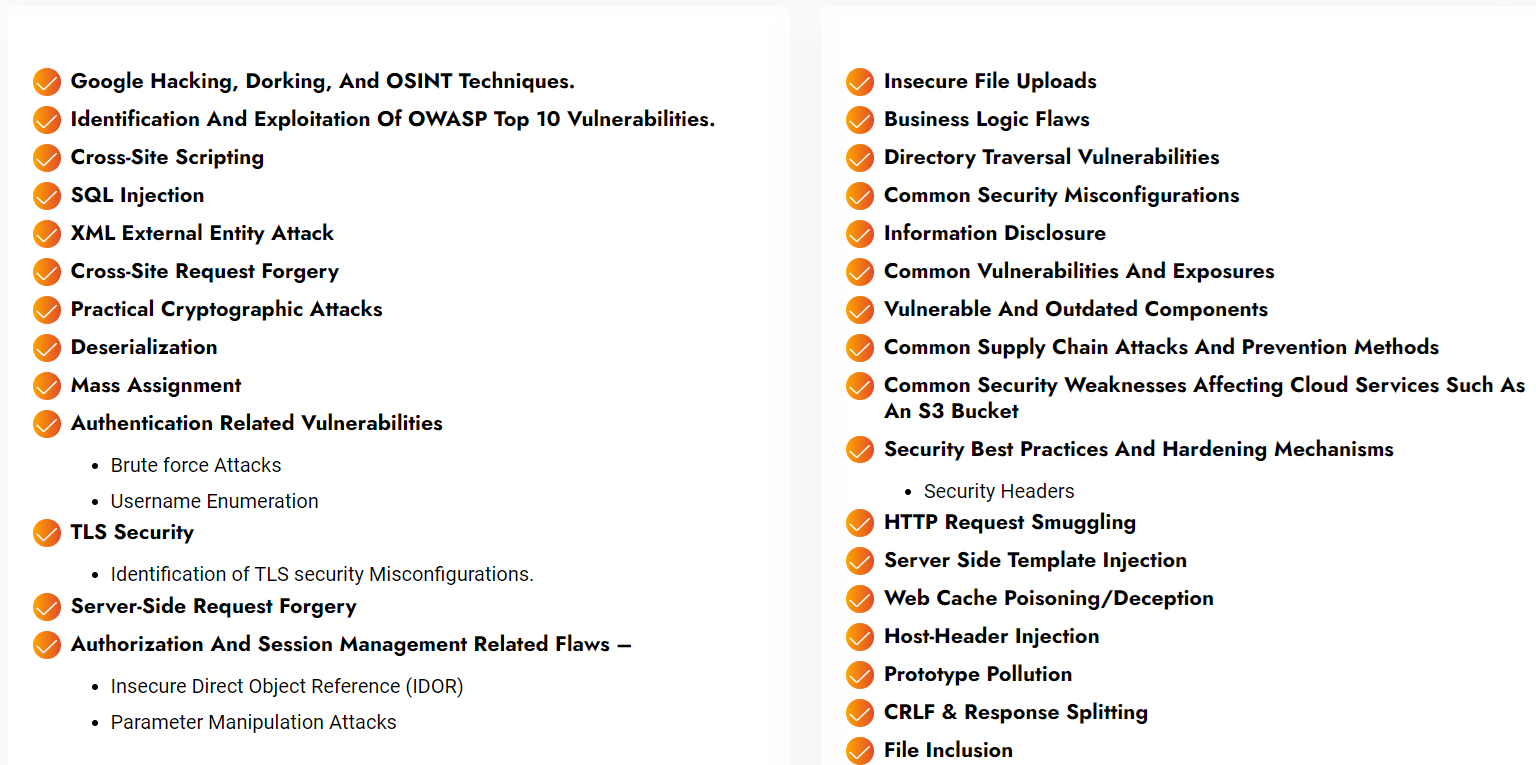 Google Hacking, Dorking, And OSINT Techniques.
Identification And Exploitation Of OWASP Top 10 Vulnerabilities.
Cross-Site Scripting
SQL Injection
XML External Entity Attack
Cross-Site Request Forgery
Practical Cryptographic Attacks
Deserialization
Mass Assignment
Authentication Related Vulnerabilities
Brute force Attacks
Username Enumeration
TLS Security
Identification of TLS security Misconfigurations.
Server-Side Request Forgery
Authorization And Session Management Related Flaws –
Insecure Direct Object Reference (IDOR)
Parameter Manipulation Attacks
Insecure File Uploads
Business Logic Flaws
Directory Traversal Vulnerabilities
Common Security Misconfigurations
Information Disclosure
Common Vulnerabilities And Exposures
Vulnerable And Outdated Components
Common Supply Chain Attacks And Prevention Methods
Common Security Weaknesses Affecting Cloud Services Such As
An S3 Bucket
Security Best Practices And Hardening Mechanisms
Security Headers
HTTP Request Smuggling
Server Side Template Injection
Web Cache Poisoning/Deception
Host-Header Injection
Prototype Pollution
CRLF & Response Splitting
File Inclusion